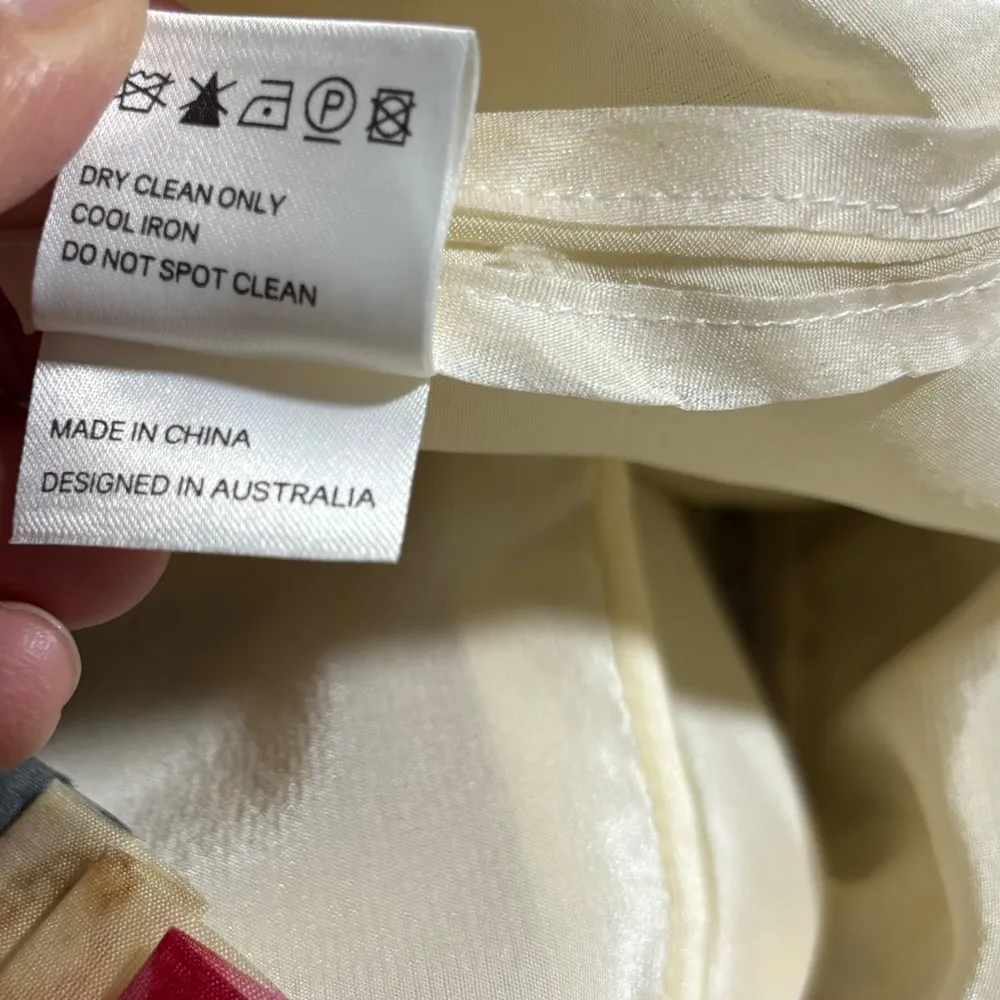 P
DRY CLEAN ONLY
COOL IRON
DO NOT SPOT CLEAN
MADE IN CHINA
DESIGNED IN AUSTRALIA